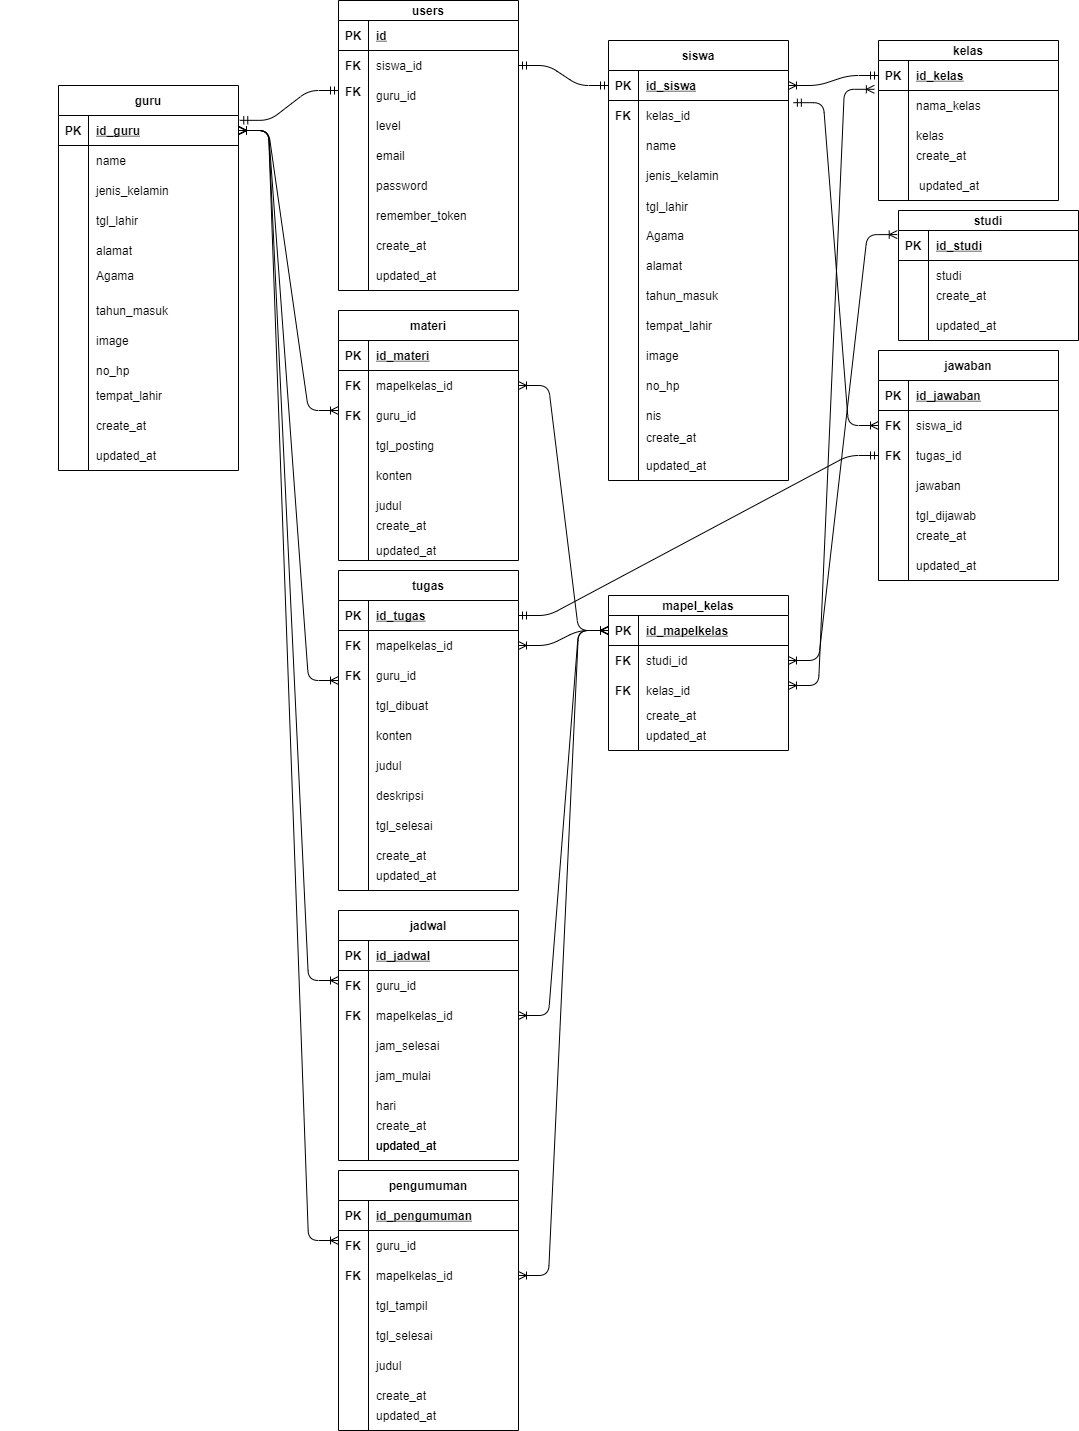 users
PK id
FK siswa_id
FK guru_id
level
email
password
remember_token
create_at
updated_at
guru
PK id_guru
name
jenis_kelamin
tgl_lahir
alamat
Agama
tahun_masuk
image
no_hp
tempat_lahir
create_at
updated_at
siswa
PK id_siswa
FK kelas_id
name
jenis_kelamin
tgl_lahir
Agama
alamat
tahun_masuk
tempat_lahir
image
no_hp
nis
create_at
updated_at
kelas
PK id_kelas
nama_kelas
kelas
create_at
updated_at
studi
PK id_studi
studi
create_at
updated_at
materi
PK id_materi
FK mapelkelas_id
FK guru_id
tgl_posting
konten
judul
create_at
updated_at
jawaban
PK id_jawaban
FK siswa_id
FK tugas_id
jawaban
tgl_dijawab
create_at
updated_at
tugas
PK id_tugas
FK mapelkelas_id
FK guru_id
tgl_dibuat
konten
judul
deskripsi
tgl_selesai
create_at
updated_at
mapel_kelas
PK id_mapelkelas
FK studi_id
FK kelas_id
create_at
updated_at
jadwal
PK id_jadwal
FK guru_id
FK mapelkelas_id
jam_selesai
jam_mulai
hari
create_at
updated_at
pengumuman
PK id_pengumuman
FK guru_id
FK mapelkelas_id
tgl_tampil
tgl_selesai
judul
create_at
updated_at